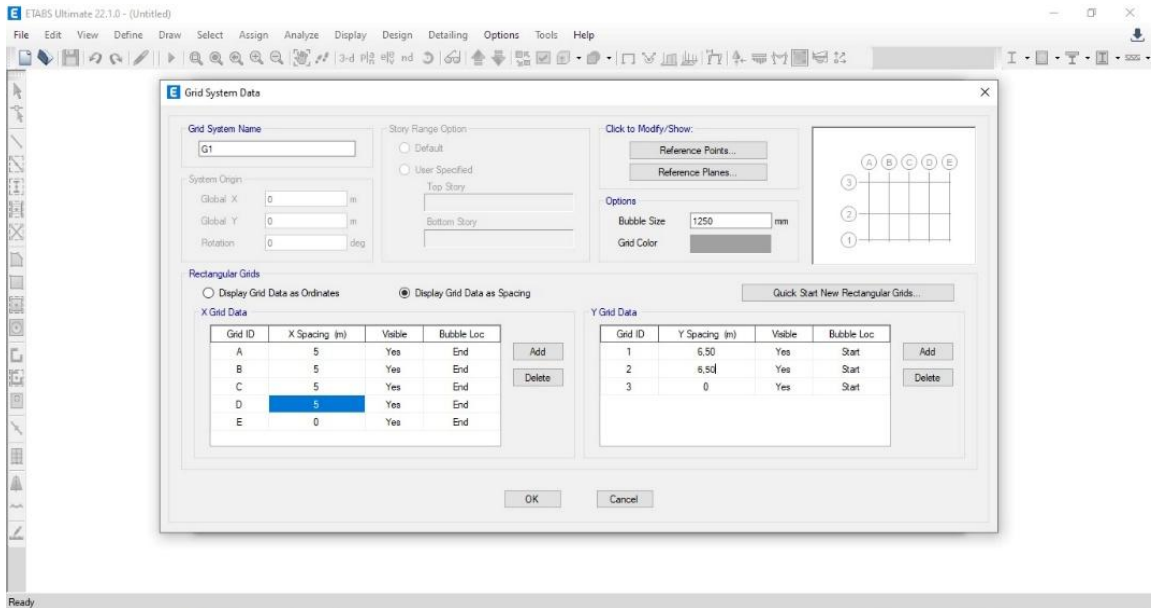 ETABS Ultimate 22.1.0 - (Untitled)
File Edit View Define Draw Select Assign Analyze Display Design Detailing Options Tools Help
3-d nd
Grid System Data
Grid System Name
G1
System Origin
Global X 0 m
Global Y 0 m
Rotation 0 deg
Story Range Option
Default
User Specified
Top Story
Bottom Story
Click to Modify/Show:
Reference Points...
Reference Planes...
Options
Bubble Size 1250 mm
Grid Color
A B C D E
3
2
1
Rectangular Grids
Display Grid Data as Ordinates Display Grid Data as Spacing Quick Start New Rectangular Grids...
X Grid Data
Grid ID X Spacing (m) Visible Bubble Loc
A 5 Yes End
B 5 Yes End
C 5 Yes End
D 5 Yes End
E 0 Yes End
Add
Delete
Y Grid Data
Grid ID Y Spacing (m) Visible Bubble Loc
1 6,50 Yes Start
2 6,50 Yes Start
3 0 Yes Start
Add
Delete
OK Cancel
Ready